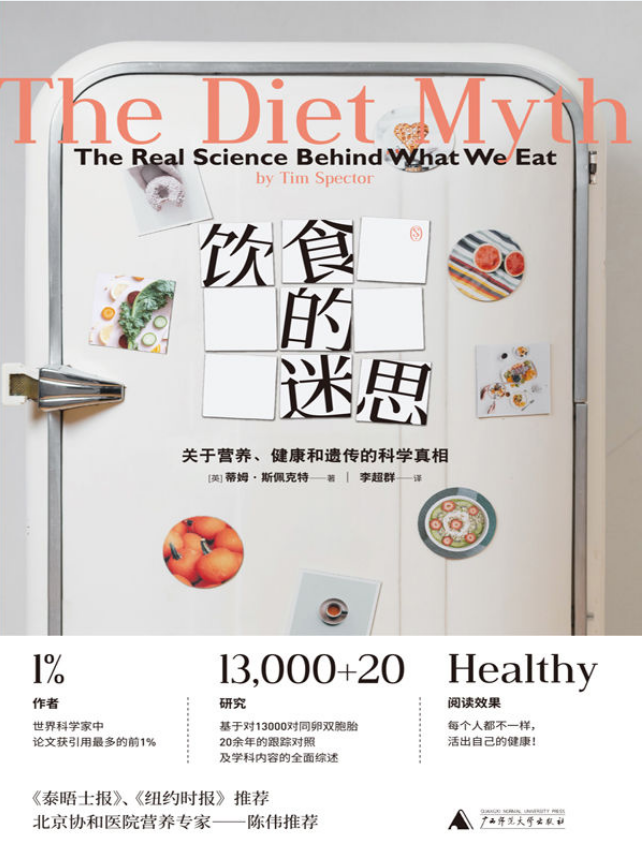 The Diet Myth
The Real Science Behind What We Eat
by Tim Spector
饮食
的
迷思
关于营养、健康和遗传的科学真相
[英] 蒂姆·斯佩克特——著 | 李超群——译
1%
作者
世界科学家中
论文获引用最多的前1%
13,000+20
研究
基于对13000对同卵双胞胎
20余年的跟踪对照
及学科内容的全面综述
Healthy
阅读效果
每个人都不一样,
活出自己的健康!
《泰晤士报》、《纽约时报》 推荐
北京协和医院营养专家——陈伟推荐
GUANGXI NORMAL UNIVERSITY PRESS
广西师范大学出版社